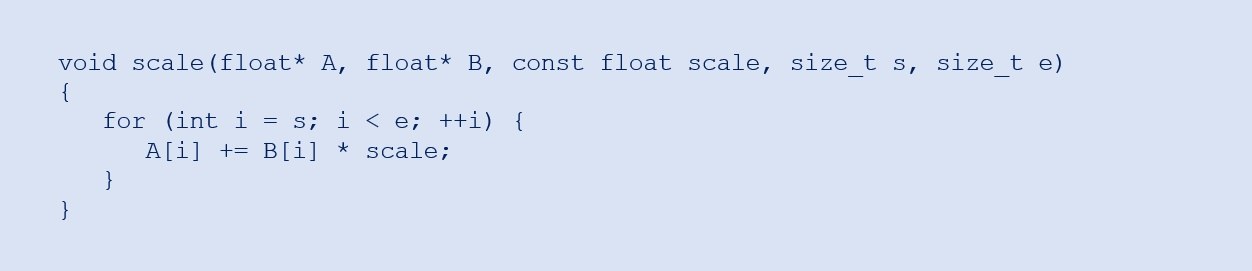 void scale(float* A, float* B, const float scale, size_t s, size_t e)
{
   for (int i = s; i < e; ++i) {
      A[i] += B[i] * scale;
   }
}